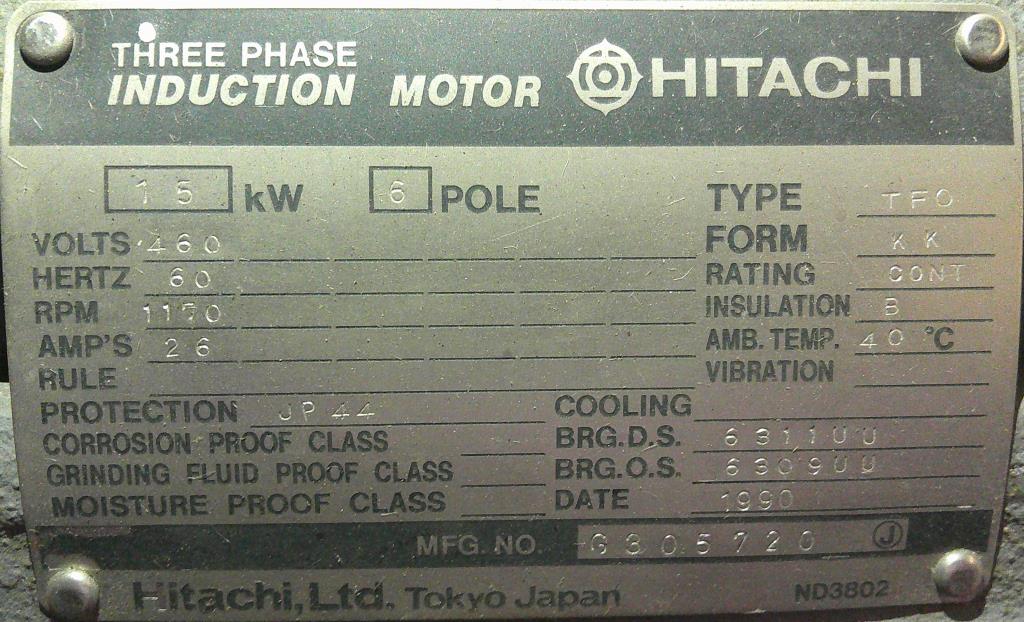 THREE PHASE
INDUCTION MOTOR HITACHI
15 kW 6 POLE
TYPE TFO
VOLTS 460
FORM KK
HERTZ 60
RATING CONT
RPM 1170
INSULATION B
AMP'S 26
AMB. TEMP. 40 °C
RULE
VIBRATION
PROTECTION JP 44
COOLING
CORROSION PROOF CLASS
BRG.D.S. 6311UU
GRINDING FLUID PROOF CLASS
BRG.O.S. 6309UU
MOISTURE PROOF CLASS
DATE 1990
MFG. NO. 6305720 J
Hitachi, Ltd. Tokyo Japan
ND3802